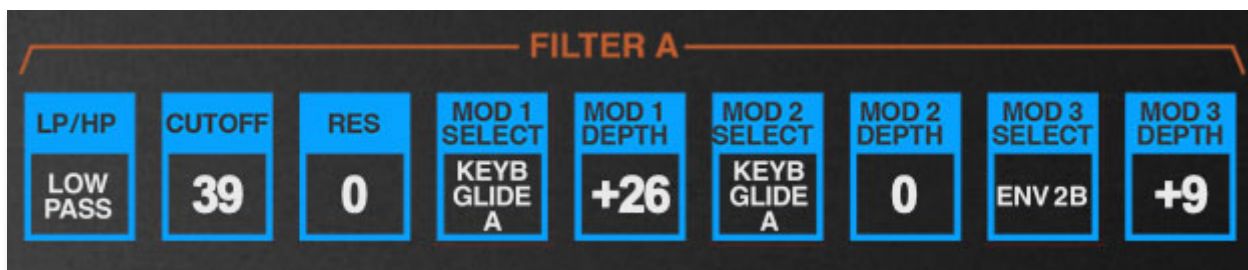 FILTER A
LP/HP
LOW
PASS
CUTOFF
39
RES
0
MOD 1
SELECT
KEYB
GLIDE
A
MOD 1
DEPTH
+26
MOD 2
SELECT
KEYB
GLIDE
A
MOD 2
DEPTH
0
MOD 3
SELECT
ENV 2B
MOD 3
DEPTH
+9